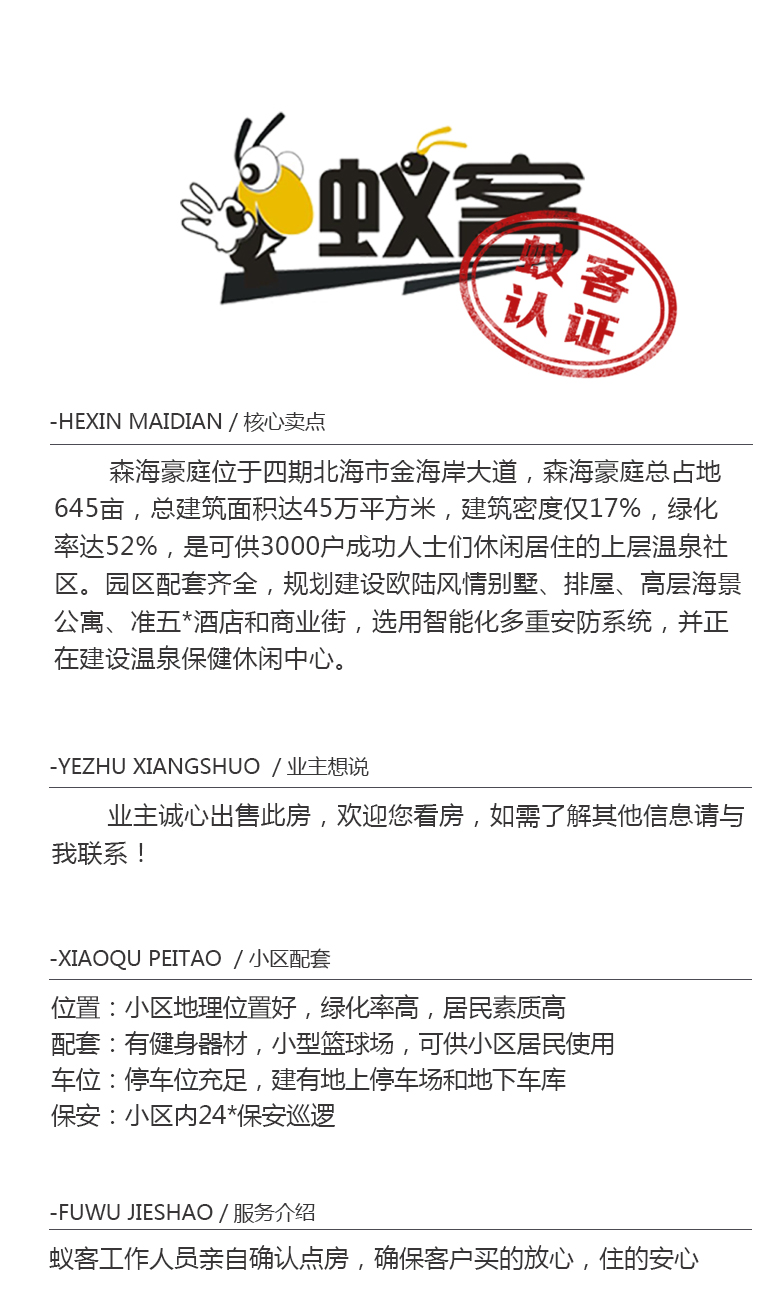 蚁客
蚁客
认证
-HEXIN MAIDIAN / 核心卖点
森海豪庭位于四期北海市金海岸大道，森海豪庭总占地
645亩，总建筑面积达45万平方米，建筑密度仅17%，绿化
率达52%，是可供3000户成功人士们休闲居住的上层温泉社
区。园区配套齐全，规划建设欧陆风情别墅、排屋、高层海景
公寓、准五*酒店和商业街，选用智能化多重安防系统，并正
在建设温泉保健休闲中心。
-YEZHU XIANGSHUO / 业主想说
业主诚心出售此房，欢迎您看房，如需了解其他信息请与
我联系！
-XIAOQU PEITAO / 小区配套
位置：小区地理位置好，绿化率高，居民素质高
配套：有健身器材，小型篮球场，可供小区居民使用
车位：停车位充足，建有地上停车场和地下车库
保安：小区内24*保安巡逻
-FUWU JIESHAO / 服务介绍
蚁客工作人员亲自确认点房，确保客户买的放心，住的安心